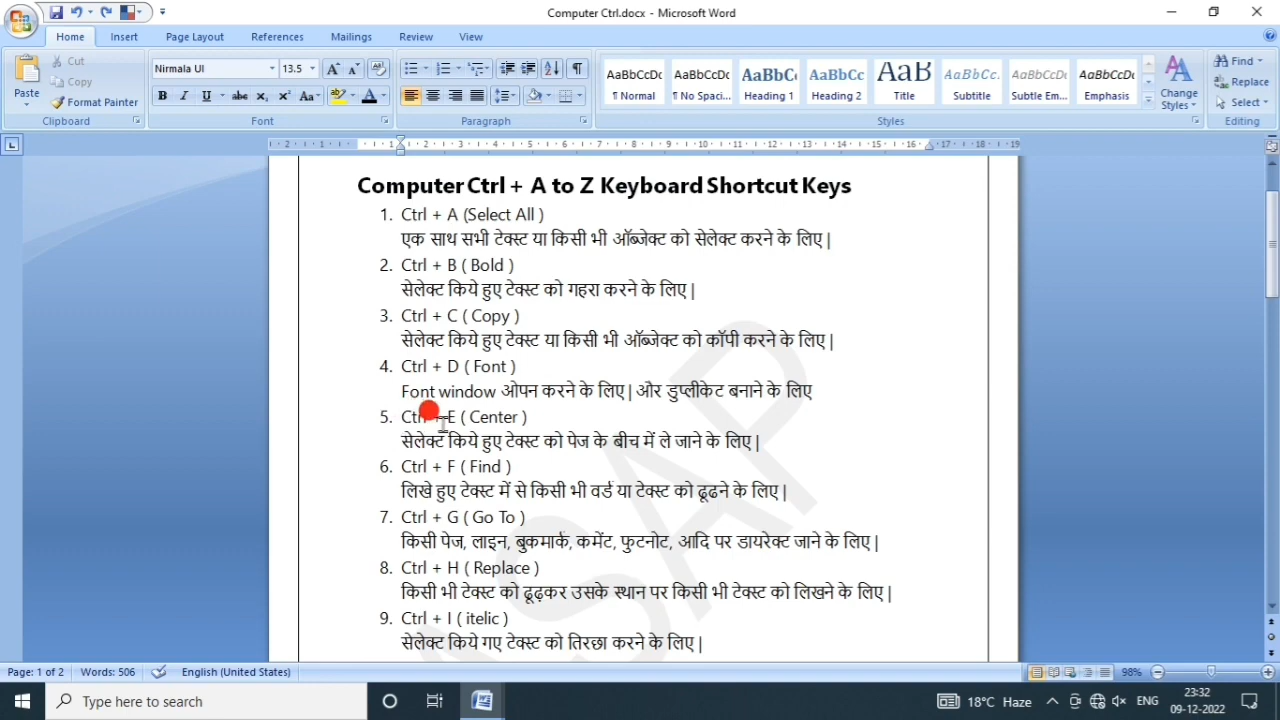 Computer Ctrl.docx - Microsoft Word
Home Insert Page Layout References Mailings Review View
Paste Cut Copy Format Painter
Clipboard
Nirmala UI 13.5
Font
Paragraph
AaBbCcDc AaBbCcDc AaBbC AaBbCc AaB AaBbCc. AaBbCcDc AaBbCcDc
¶ Normal ¶ No Spaci... Heading 1 Heading 2 Title Subtitle Subtle Em... Emphasis
Change Styles
Styles
Find Replace Select
Editing
Computer Ctrl + A to Z Keyboard Shortcut Keys
1. Ctrl + A (Select All )
एक साथ सभी टेक्स्ट या किसी भी ऑब्जेक्ट को सेलेक्ट करने के लिए |
2. Ctrl + B ( Bold )
सेलेक्ट किये हुए टेक्स्ट को गहरा करने के लिए |
3. Ctrl + C ( Copy )
सेलेक्ट किये हुए टेक्स्ट या किसी भी ऑब्जेक्ट को कॉपी करने के लिए |
4. Ctrl + D ( Font )
Font window ओपन करने के लिए | और डुप्लीकेट बनाने के लिए
5. Ctrl + E ( Center )
सेलेक्ट किये हुए टेक्स्ट को पेज के बीच में ले जाने के लिए |
6. Ctrl + F ( Find )
लिखे हुए टेक्स्ट में से किसी भी वर्ड या टेक्स्ट को ढूढने के लिए |
7. Ctrl + G ( Go To )
किसी पेज, लाइन, बुकमार्क, कमेंट, फुटनोट, आदि पर डायरेक्ट जाने के लिए |
8. Ctrl + H ( Replace )
किसी भी टेक्स्ट को ढूढ़कर उसके स्थान पर किसी भी टेक्स्ट को लिखने के लिए |
9. Ctrl + I ( itelic )
सेलेक्ट किये गए टेक्स्ट को तिरछा करने के लिए |
Page: 1 of 2 Words: 506 English (United States) 98%
Type here to search
18°C Haze ENG 23:32
09-12-2022